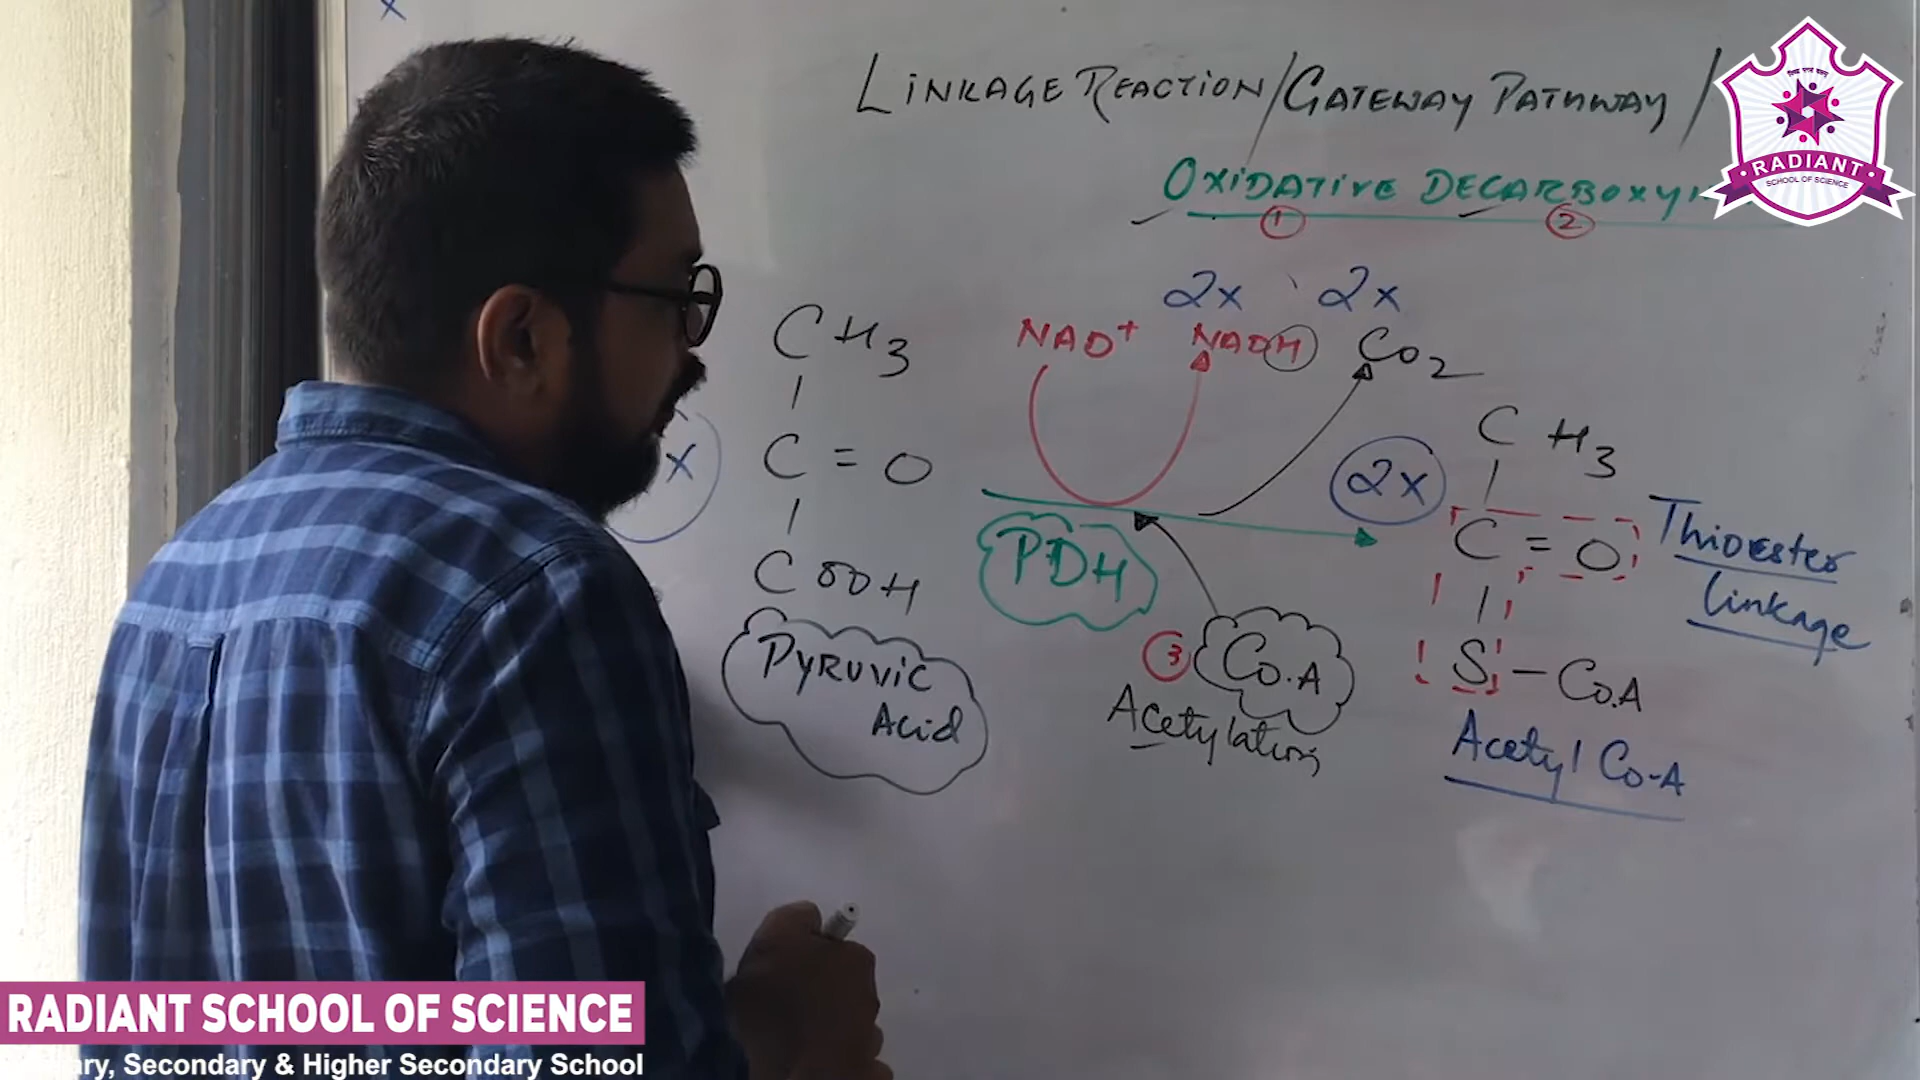 x
LINKAGE REACTION/GATEWAY PATHWAY/
OXIDATIVE DECARBOXY
1 2
2x 2x
NAD+ NADH CO2
CH3
C = O
COOH
PYRUVIC
ACID
x
PDH
3 CO.A
Acetylation
2x
CH3
C = O
S - CO.A
Thioester
linkage
Acetyl CO-A
RADIANT
SCHOOL OF SCIENCE
RADIANT SCHOOL OF SCIENCE
ary, Secondary & Higher Secondary School